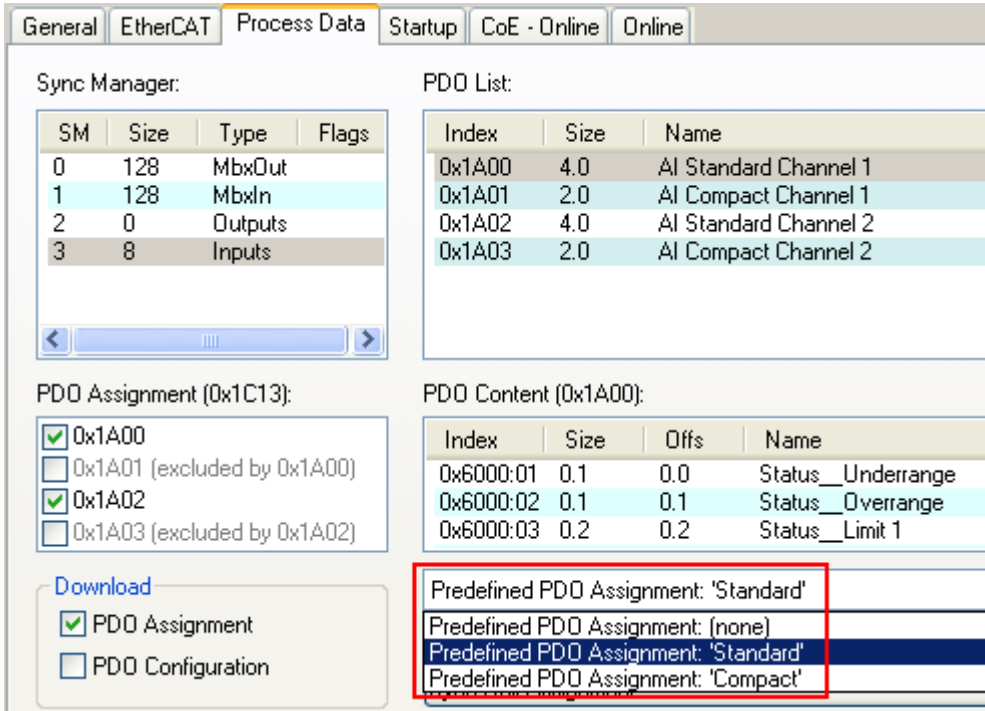 General EtherCAT Process Data Startup CoE - Online Online
Sync Manager:
SM Size Type Flags
0 128 MbxOut
1 128 MbxIn
2 0 Outputs
3 8 Inputs
PDO List:
Index Size Name
0x1A00 4.0 AI Standard Channel 1
0x1A01 2.0 AI Compact Channel 1
0x1A02 4.0 AI Standard Channel 2
0x1A03 2.0 AI Compact Channel 2
PDO Assignment (0x1C13):
0x1A00
0x1A01 (excluded by 0x1A00)
0x1A02
0x1A03 (excluded by 0x1A02)
PDO Content (0x1A00):
Index Size Offs Name
0x6000:01 0.1 0.0 Status__Underrange
0x6000:02 0.1 0.1 Status__Overrange
0x6000:03 0.2 0.2 Status__Limit 1
Download
PDO Assignment
PDO Configuration
Predefined PDO Assignment: 'Standard'
Predefined PDO Assignment: (none)
Predefined PDO Assignment: 'Standard'
Predefined PDO Assignment: 'Compact'